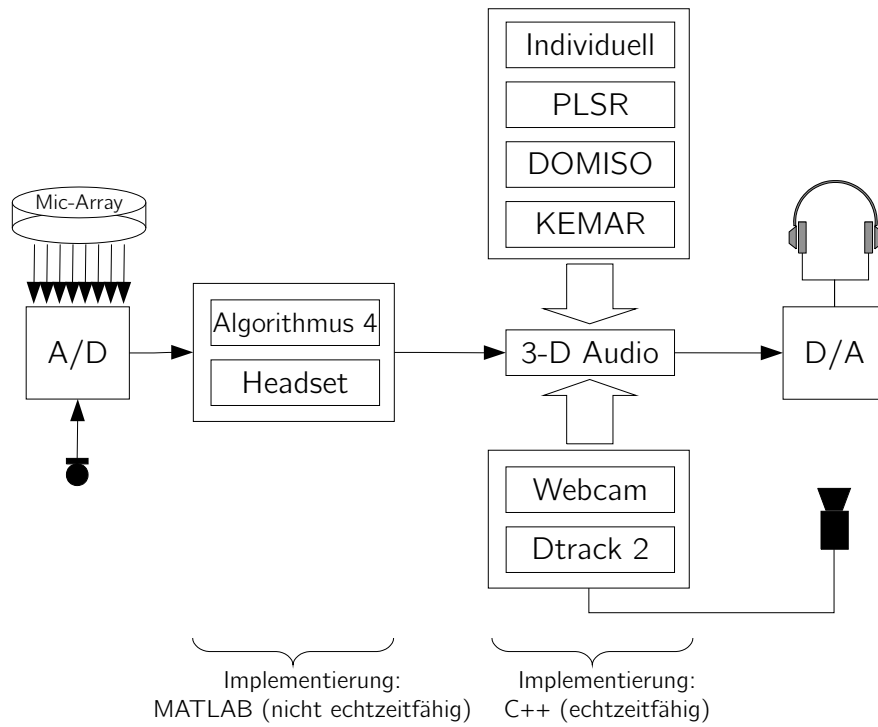 Individuell
PLSR
DOMISO
KEMAR
Mic-Array
A/D
Algorithmus 4
Headset
3-D Audio
D/A
Webcam
Dtrack 2
Implementierung:
MATLAB (nicht echtzeitfähig)
Implementierung:
C++ (echtzeitfähig)